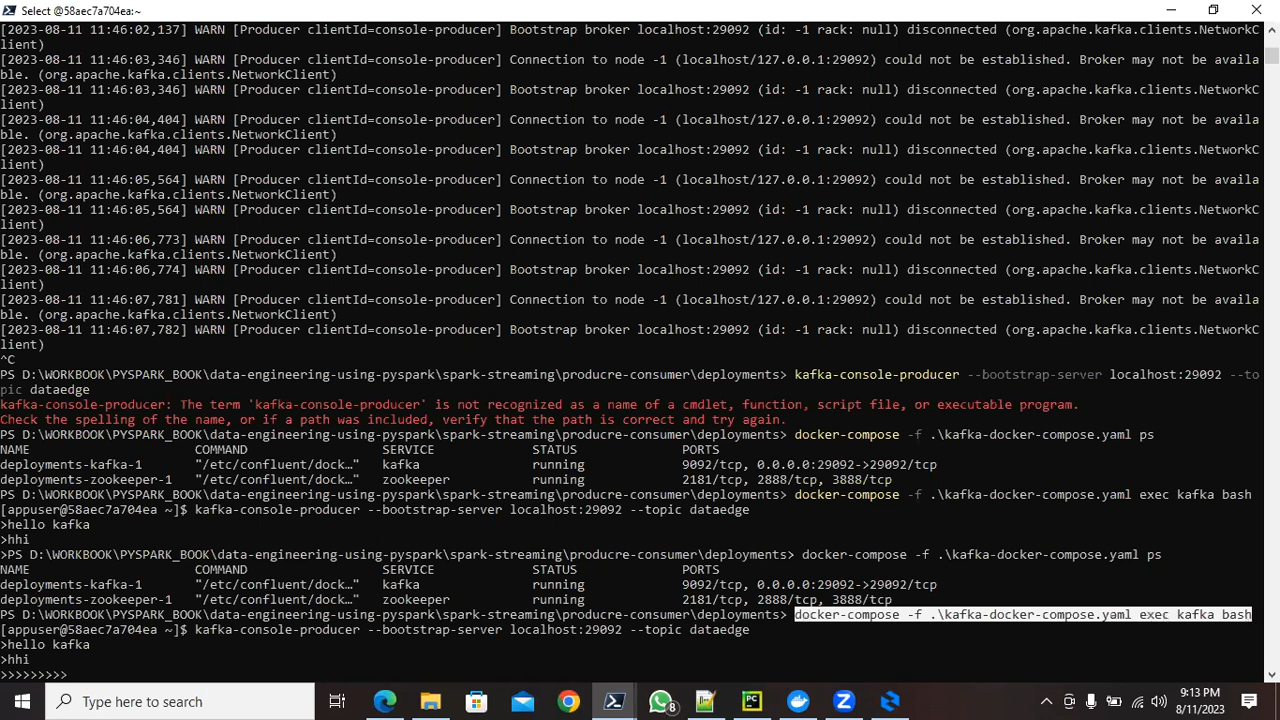 Select @58aec7a704ea:~
[2023-08-11 11:46:02,137] WARN [Producer clientId=console-producer] Bootstrap broker localhost:29092 (id: -1 rack: null) disconnected (org.apache.kafka.clients.NetworkC
lient)
[2023-08-11 11:46:03,346] WARN [Producer clientId=console-producer] Connection to node -1 (localhost/127.0.0.1:29092) could not be established. Broker may not be availa
ble. (org.apache.kafka.clients.NetworkClient)
[2023-08-11 11:46:03,346] WARN [Producer clientId=console-producer] Bootstrap broker localhost:29092 (id: -1 rack: null) disconnected (org.apache.kafka.clients.NetworkC
lient)
[2023-08-11 11:46:04,404] WARN [Producer clientId=console-producer] Connection to node -1 (localhost/127.0.0.1:29092) could not be established. Broker may not be availa
ble. (org.apache.kafka.clients.NetworkClient)
[2023-08-11 11:46:04,404] WARN [Producer clientId=console-producer] Bootstrap broker localhost:29092 (id: -1 rack: null) disconnected (org.apache.kafka.clients.NetworkC
lient)
[2023-08-11 11:46:05,564] WARN [Producer clientId=console-producer] Connection to node -1 (localhost/127.0.0.1:29092) could not be established. Broker may not be availa
ble. (org.apache.kafka.clients.NetworkClient)
[2023-08-11 11:46:05,564] WARN [Producer clientId=console-producer] Bootstrap broker localhost:29092 (id: -1 rack: null) disconnected (org.apache.kafka.clients.NetworkC
lient)
[2023-08-11 11:46:06,773] WARN [Producer clientId=console-producer] Connection to node -1 (localhost/127.0.0.1:29092) could not be established. Broker may not be availa
ble. (org.apache.kafka.clients.NetworkClient)
[2023-08-11 11:46:06,774] WARN [Producer clientId=console-producer] Bootstrap broker localhost:29092 (id: -1 rack: null) disconnected (org.apache.kafka.clients.NetworkC
lient)
[2023-08-11 11:46:07,781] WARN [Producer clientId=console-producer] Connection to node -1 (localhost/127.0.0.1:29092) could not be established. Broker may not be availa
ble. (org.apache.kafka.clients.NetworkClient)
[2023-08-11 11:46:07,782] WARN [Producer clientId=console-producer] Bootstrap broker localhost:29092 (id: -1 rack: null) disconnected (org.apache.kafka.clients.NetworkC
lient)
^C
PS D:\WORKBOOK\PYSPARK_BOOK\data-engineering-using-pyspark\spark-streaming\producre-consumer\deployments> kafka-console-producer --bootstrap-server localhost:29092 --to
pic dataedge
kafka-console-producer: The term 'kafka-console-producer' is not recognized as a name of a cmdlet, function, script file, or executable program.
Check the spelling of the name, or if a path was included, verify that the path is correct and try again.
PS D:\WORKBOOK\PYSPARK_BOOK\data-engineering-using-pyspark\spark-streaming\producre-consumer\deployments> docker-compose -f .\kafka-docker-compose.yaml ps
NAME COMMAND SERVICE STATUS PORTS
deployments-kafka-1 "/etc/confluent/dock…" kafka running 9092/tcp, 0.0.0.0:29092->29092/tcp
deployments-zookeeper-1 "/etc/confluent/dock…" zookeeper running 2181/tcp, 2888/tcp, 3888/tcp
PS D:\WORKBOOK\PYSPARK_BOOK\data-engineering-using-pyspark\spark-streaming\producre-consumer\deployments> docker-compose -f .\kafka-docker-compose.yaml exec kafka bash
[appuser@58aec7a704ea ~]$ kafka-console-producer --bootstrap-server localhost:29092 --topic dataedge
>hello kafka
>hhi
>PS D:\WORKBOOK\PYSPARK_BOOK\data-engineering-using-pyspark\spark-streaming\producre-consumer\deployments> docker-compose -f .\kafka-docker-compose.yaml ps
NAME COMMAND SERVICE STATUS PORTS
deployments-kafka-1 "/etc/confluent/dock…" kafka running 9092/tcp, 0.0.0.0:29092->29092/tcp
deployments-zookeeper-1 "/etc/confluent/dock…" zookeeper running 2181/tcp, 2888/tcp, 3888/tcp
PS D:\WORKBOOK\PYSPARK_BOOK\data-engineering-using-pyspark\spark-streaming\producre-consumer\deployments> docker-compose -f .\kafka-docker-compose.yaml exec kafka bash
[appuser@58aec7a704ea ~]$ kafka-console-producer --bootstrap-server localhost:29092 --topic dataedge
>hello kafka
>hhi
>>>>>>>>>
Type here to search
8
PC
9:13 PM
8/11/2023